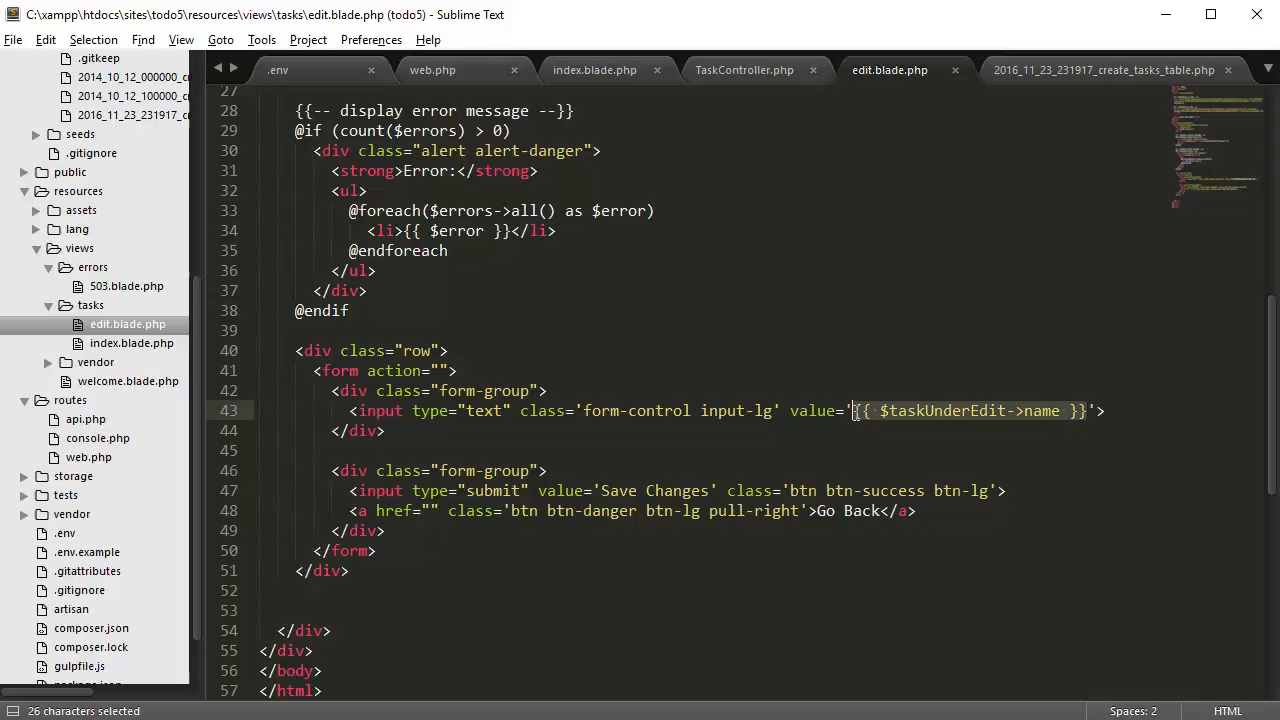 C:\xampp\htdocs\sites\todo5\resources\views\tasks\edit.blade.php (todo5) - Sublime Text
File Edit Selection Find View Goto Tools Project Preferences Help
.gitkeep
2014_10_12_000000_cr
2014_10_12_100000_cr
2016_11_23_231917_cr
seeds
.gitignore
public
resources
assets
lang
views
errors
503.blade.php
tasks
edit.blade.php
index.blade.php
vendor
welcome.blade.php
routes
api.php
console.php
web.php
storage
tests
vendor
.env
.env.example
.gitattributes
.gitignore
artisan
composer.json
composer.lock
gulpfile.js
.env web.php index.blade.php TaskController.php edit.blade.php 2016_11_23_231917_create_tasks_table.php
27
28 {{-- display error message --}}
29 @if (count($errors) > 0)
30 <div class="alert alert-danger">
31 <strong>Error:</strong>
32 <ul>
33 @foreach($errors->all() as $error)
34 <li>{{ $error }}</li>
35 @endforeach
36 </ul>
37 </div>
38 @endif
39
40 <div class="row">
41 <form action="">
42 <div class="form-group">
43 <input type="text" class='form-control input-lg' value='{{ $taskUnderEdit->name }}'>
44 </div>
45
46 <div class="form-group">
47 <input type="submit" value='Save Changes' class='btn btn-success btn-lg'>
48 <a href="" class='btn btn-danger btn-lg pull-right'>Go Back</a>
49 </div>
50 </form>
51 </div>
52
53
54 </div>
55 </div>
56 </body>
57 </html>
26 characters selected
Spaces: 2 HTML